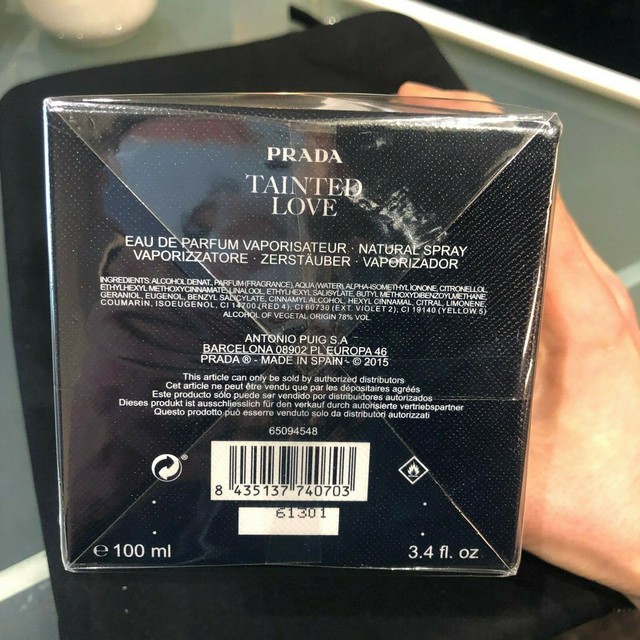 PRADA
TAINTED
LOVE
EAU DE PARFUM VAPORISATEUR · NATURAL SPRAY
VAPORIZZATORE · ZERSTÄUBER · VAPORIZADOR
INGREDIENTS: ALCOHOL DENAT., PARFUM (FRAGRANCE), AQUA (WATER), ALPHA-ISOMETHYL IONONE, CITRONELLOL,
ETHYLHEXYL METHOXYCINNAMATE, LINALOOL, ETHYLHEXYL SALISYLATE, BUTYL METHOXYDIBENZOYLMETHANE,
GERANIOL, EUGENOL, BENZYL SALICYLATE, CINNAMYL ALCOHOL, HEXYL CINNAMAL, CITRAL, LIMONENE,
COUMARIN, ISOEUGENOL, CI 14700 (RED 4), CI 60730 (EXT. VIOLET 2), CI 19140 (YELLOW 5)
ALCOHOL OF VEGETAL ORIGIN 78% VOL.
ANTONIO PUIG S.A
BARCELONA 08902 PL EUROPA 46
PRADA ® - MADE IN SPAIN - © 2015
This article can only be sold by authorized distributors
Cet article ne peut être vendu que par les dépositaires agréés
Este producto sólo puede ser vendido por distribuidores autorizados
Dieses produkt ist ausschliesslich für den verkauf durch autorisierte vertriebspartner
Questo prodotto può esserre venduto solo da distributori autorizzati
65094548
®
8 435137 740703
61301
℮ 100 ml
3.4 fl. oz